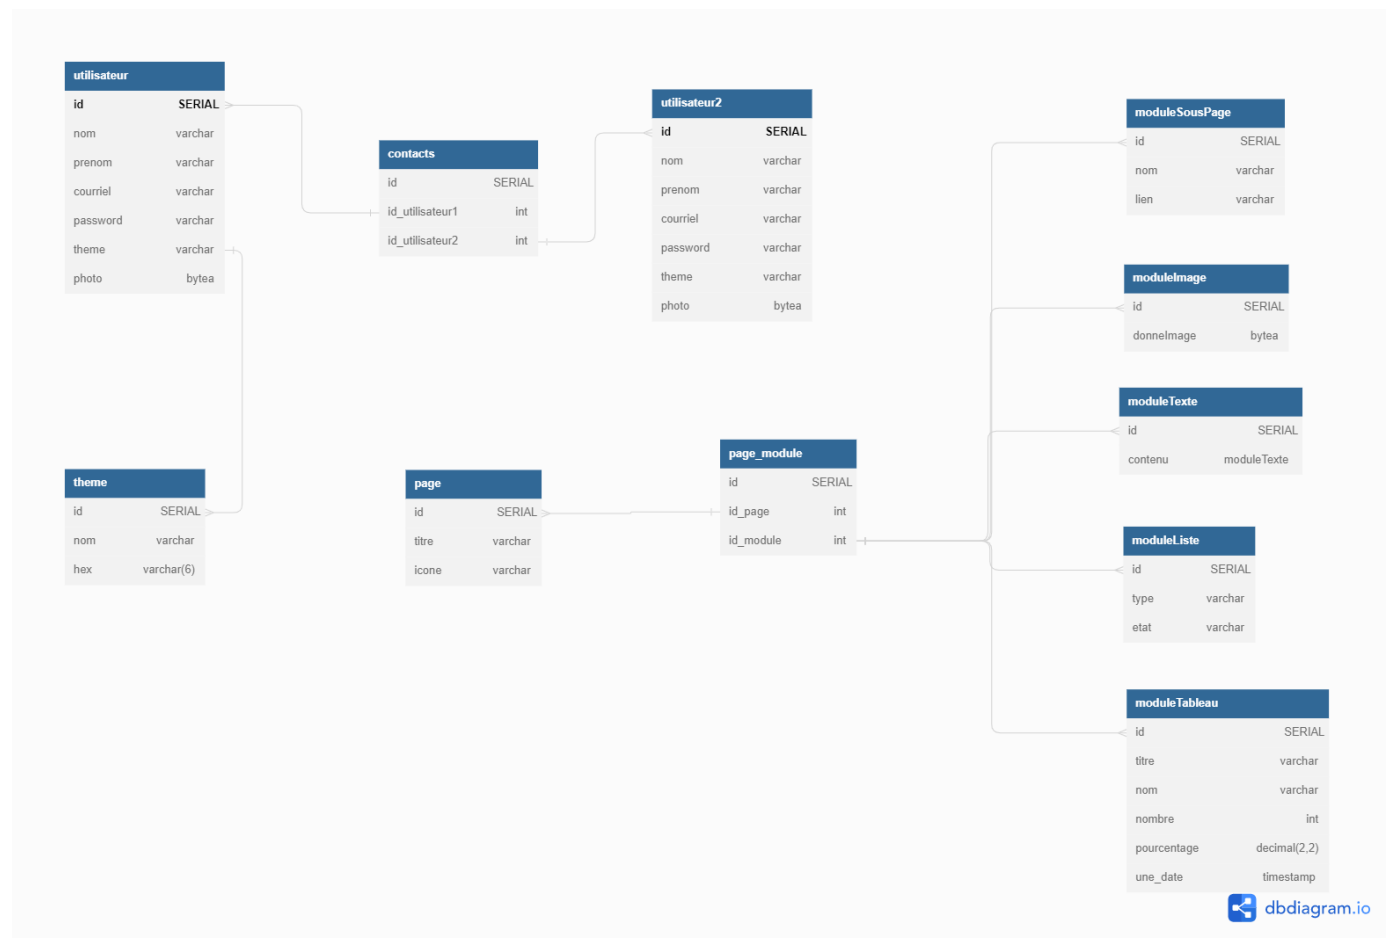 utilisateur
id SERIAL
nom varchar
prenom varchar
courriel varchar
password varchar
theme varchar
photo bytea
contacts
id SERIAL
id_utilisateur1 int
id_utilisateur2 int
utilisateur2
id SERIAL
nom varchar
prenom varchar
courriel varchar
password varchar
theme varchar
photo bytea
moduleSousPage
id SERIAL
nom varchar
lien varchar
moduleImage
id SERIAL
donneImage bytea
moduleTexte
id SERIAL
contenu moduleTexte
theme
id SERIAL
nom varchar
hex varchar(6)
page
id SERIAL
titre varchar
icone varchar
page_module
id SERIAL
id_page int
id_module int
moduleListe
id SERIAL
type varchar
etat varchar
moduleTableau
id SERIAL
titre varchar
nom varchar
nombre int
pourcentage decimal(2,2)
une_date timestamp
dbdiagram.io